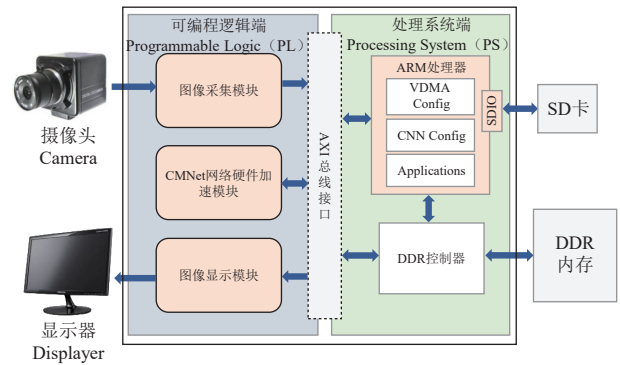 可编程逻辑端
Programmable Logic（PL）
处理系统端
Processing System（PS）
图像采集模块
CMNet网络硬件加
速模块
图像显示模块
AXI总线接口
ARM处理器
VDMA
Config
CNN Config
Applications
SDIO
DDR控制器
摄像头
Camera
显示器
Displayer
SD卡
DDR
内存